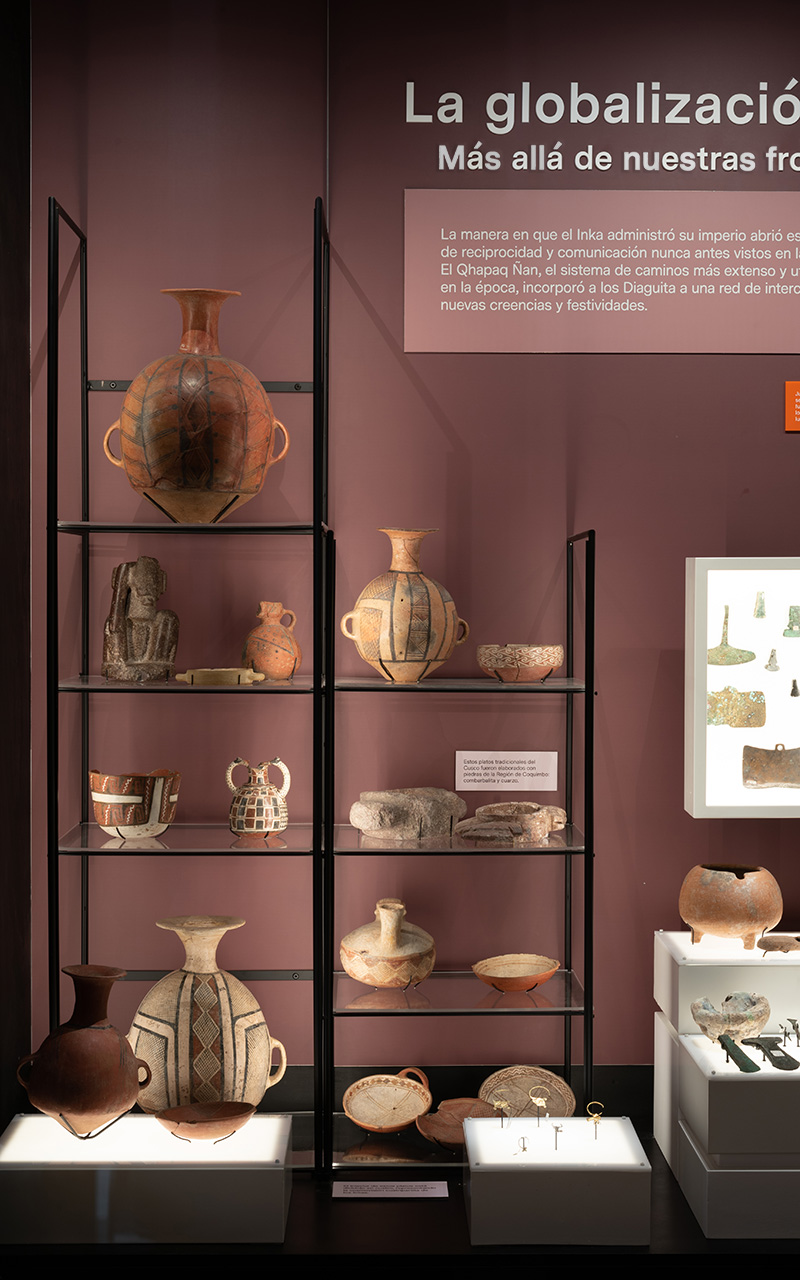 La globalizació
Más allá de nuestras fro
La manera en que el Inka administró su imperio abrió es
de reciprocidad y comunicación nunca antes vistos en la
El Qhapaq Ñan, el sistema de caminos más extenso y ut
en la época, incorporó a los Diaguita a una red de interc
nuevas creencias y festividades.
Estos platos tradicionales del
Cusco fueron elaborados con
piedras de la Región de Coquimbo:
combarbalita y cuarzo.